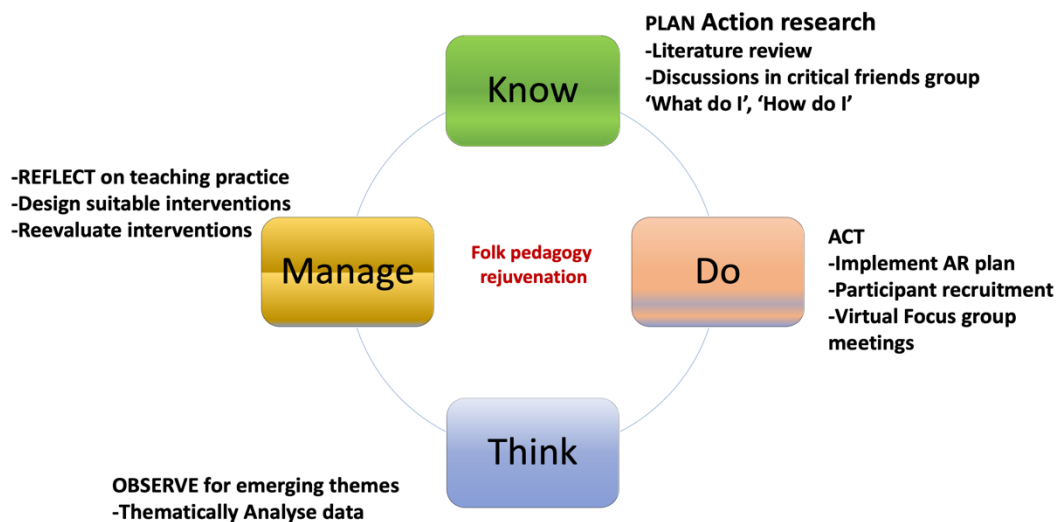 PLAN Action research
-Literature review
-Discussions in critical friends group
‘What do I’, ‘How do I’
Know
-REFLECT on teaching practice
-Design suitable interventions
-Reevaluate interventions
Manage
Folk pedagogy
rejuvenation
Do
ACT
-Implement AR plan
-Participant recruitment
-Virtual Focus group
meetings
Think
OBSERVE for emerging themes
-Thematically Analyse data